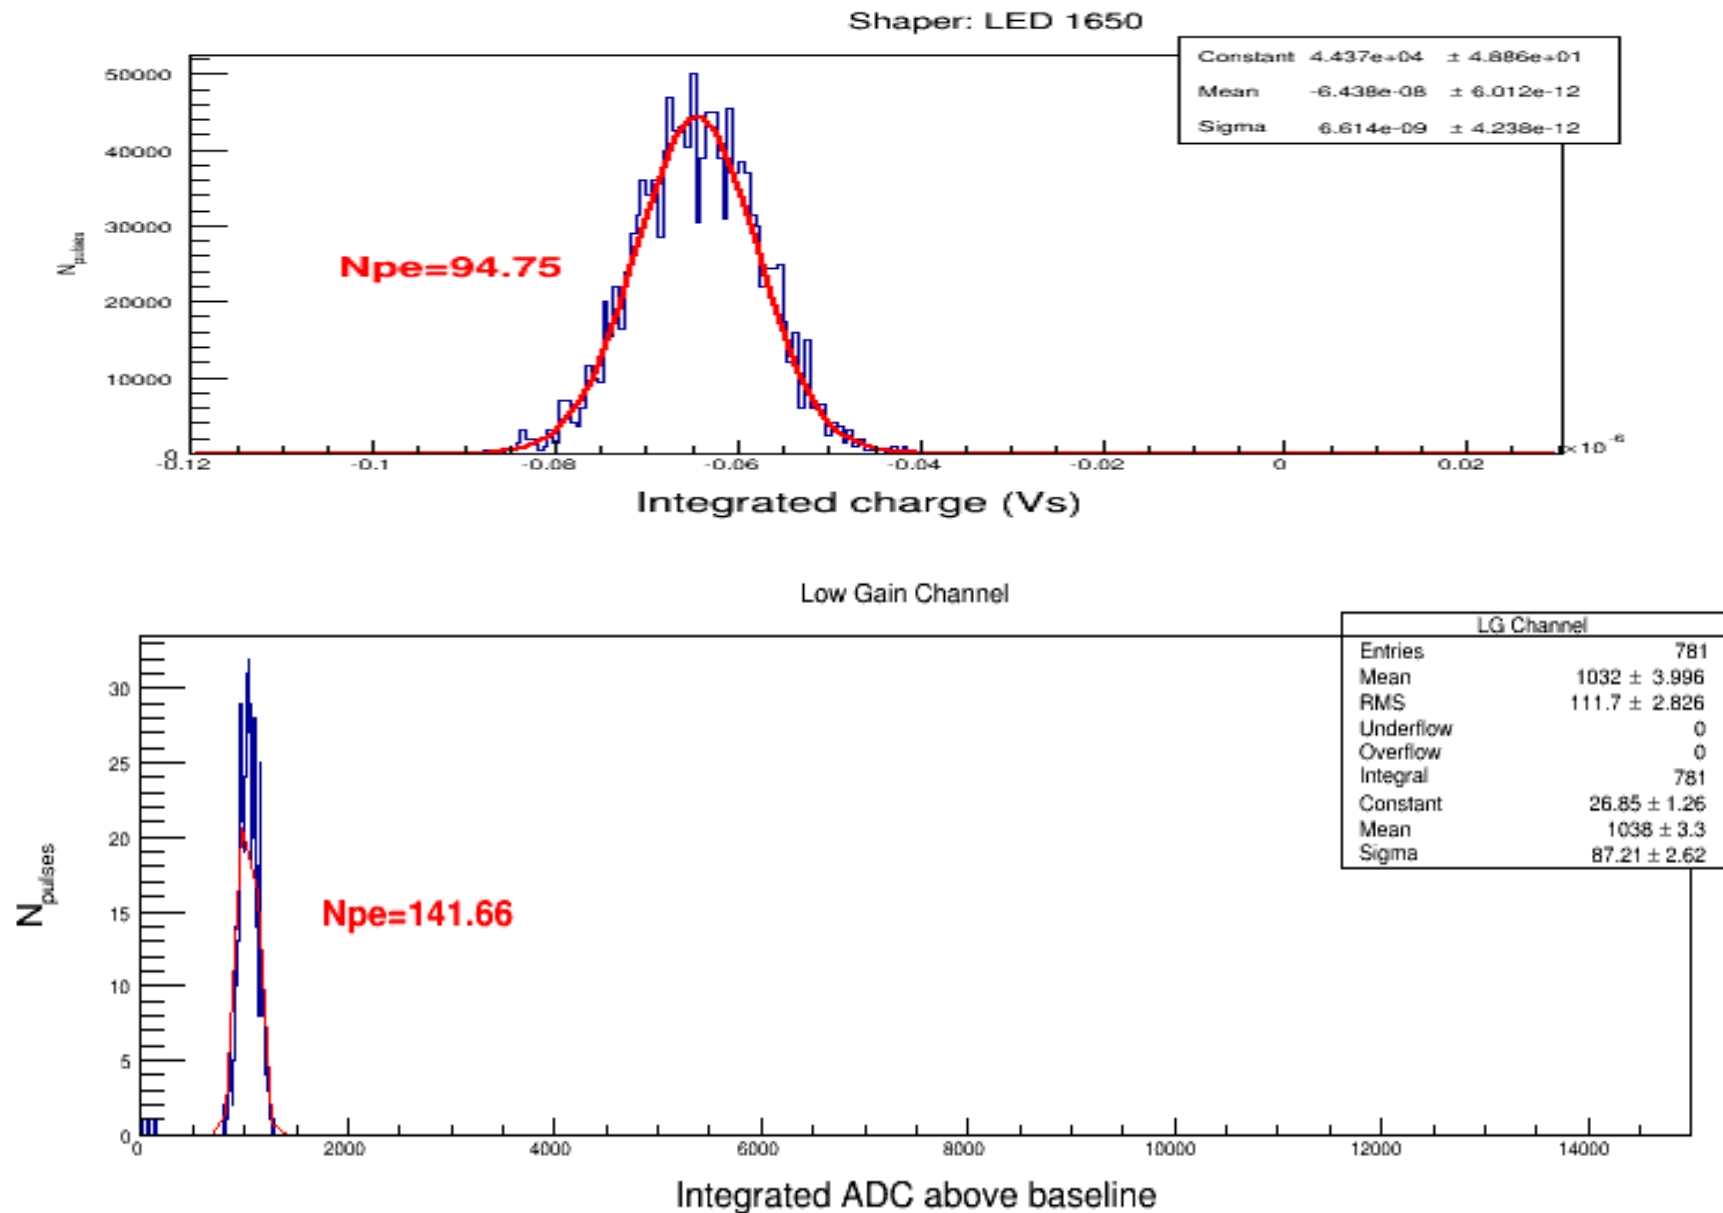 Shaper: LED 1650
Constant 4.437e+04 ± 4.886e+01
Mean -6.438e-08 ± 6.012e-12
Sigma 6.614e-09 ± 4.238e-12
50000
40000
30000
20000
10000
0
N pulses
Npe=94.75
-0.12 -0.1 -0.08 -0.06 -0.04 -0.02 0 0.02
×10 -6
Integrated charge (Vs)
Low Gain Channel
LG Channel
Entries 781
Mean 1032 ± 3.996
RMS 111.7 ± 2.826
Underflow 0
Overflow 0
Integral 781
Constant 26.85 ± 1.26
Mean 1038 ± 3.3
Sigma 87.21 ± 2.62
30
25
20
15
10
5
0
N pulses
Npe=141.66
0 2000 4000 6000 8000 10000 12000 14000
Integrated ADC above baseline